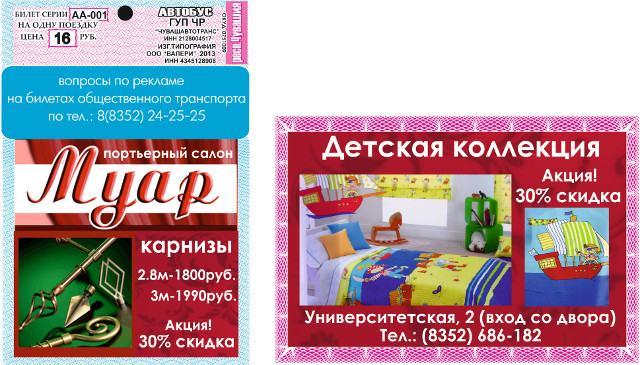 БИЛЕТ СЕРИИ АА-001
НА ОДНУ ПОЕЗДКУ
ЦЕНА 16 РУБ.
АВТОБУС
ГУП ЧР
"ЧУВАШАВТОТРАНС"
ИНН 2128004517
ИЗГ.ТИПОГРАФИЯ
ООО "БАЛЕРИ" 2013
ИНН 4345128908
респ.Чувашия
вопросы по рекламе
на билетах общественного транспорта
по тел.: 8(8352) 24-25-25
портьерный салон
Муар
карнизы
2.8м-1800руб.
3м-1990руб.
Акция!
30% скидка
Детская коллекция
Акция!
30% скидка
Университетская, 2 (вход со двора)
Тел.: (8352) 686-182